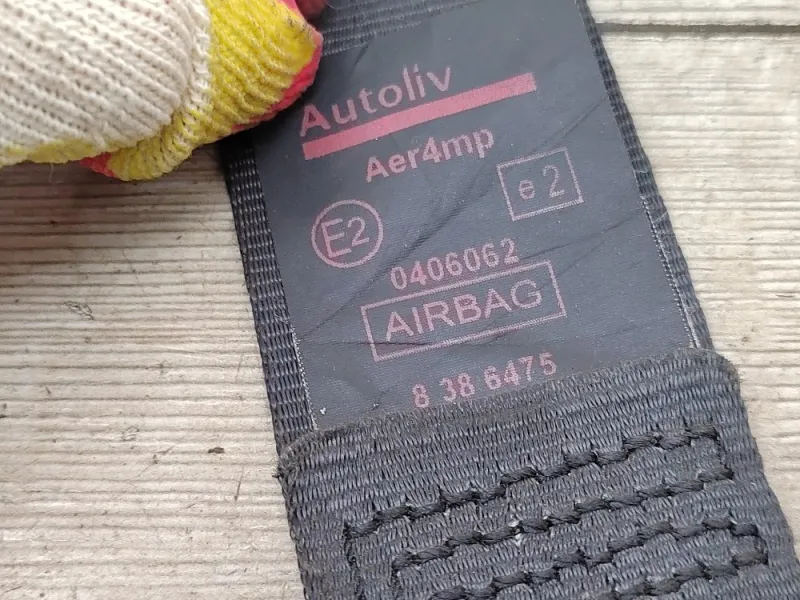 Autoliv
Aer4mp
e 2
E2
0406062
AIRBAG
8 38 6475